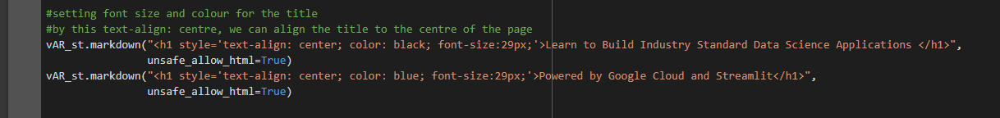 #setting font size and colour for the title
#by this text-align: centre, we can align the title to the centre of the page
vAR_st.markdown("<h1 style='text-align: center; color: black; font-size:29px;'>Learn to Build Industry Standard Data Science Applications </h1>",
unsafe_allow_html=True)
vAR_st.markdown("<h1 style='text-align: center; color: blue; font-size:29px;'>Powered by Google Cloud and Streamlit</h1>",
unsafe_allow_html=True)